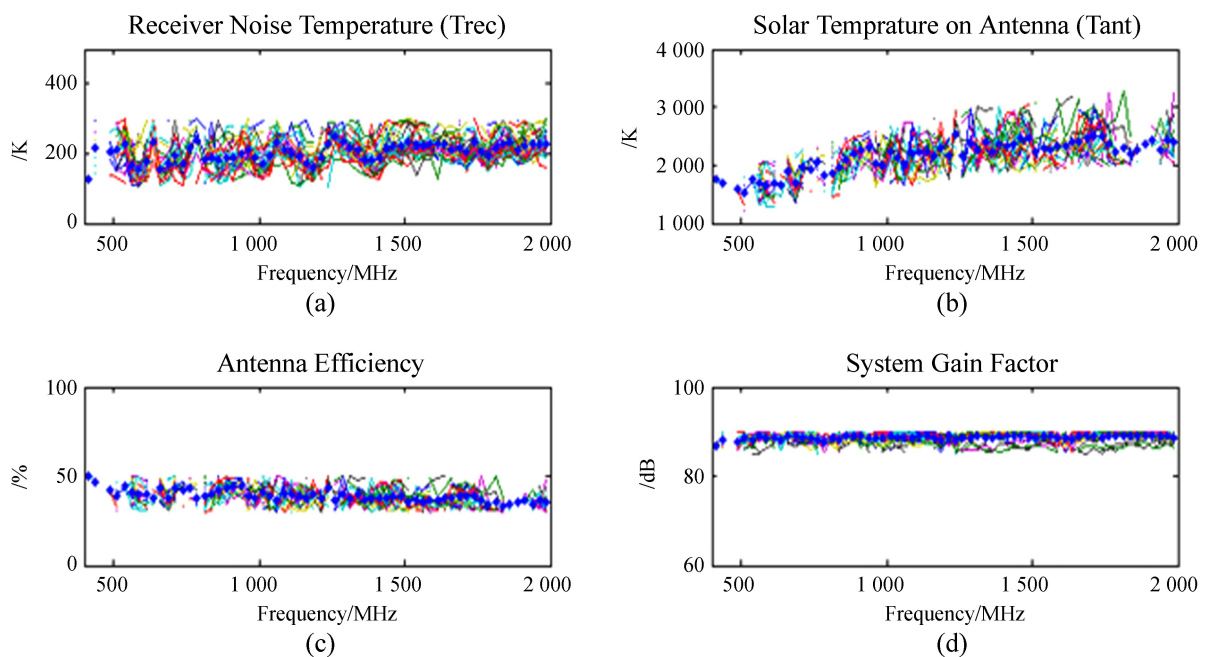 Receiver Noise Temperature (Trec)
400
200
0
/K
500
1 000
1 500
2 000
Frequency/MHz
(a)
Solar Temprature on Antenna (Tant)
4 000
3 000
2 000
1 000
/K
500
1 000
1 500
2 000
Frequency/MHz
(b)
Antenna Efficiency
100
50
0
/%
500
1 000
1 500
2 000
Frequency/MHz
(c)
System Gain Factor
100
80
60
/dB
500
1 000
1 500
2 000
Frequency/MHz
(d)